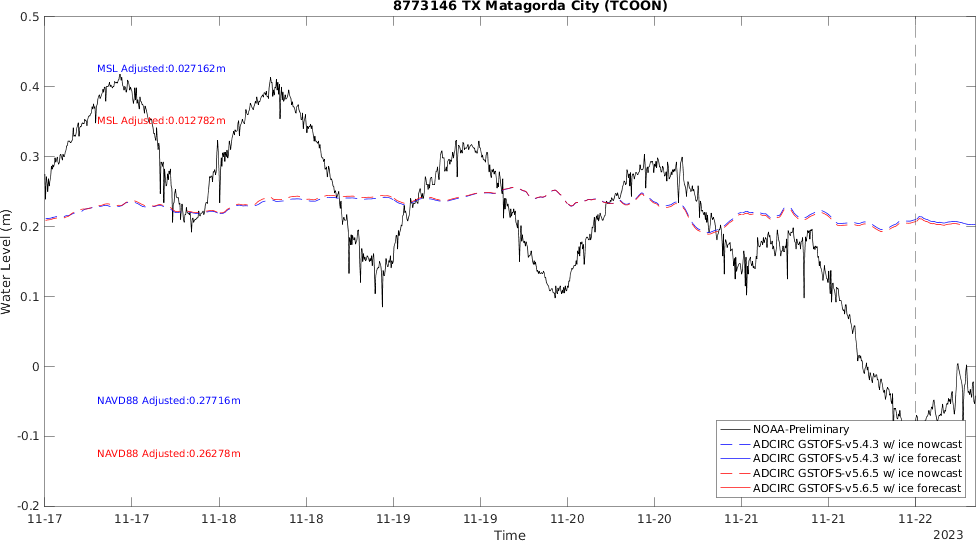 8773146 TX Matagorda City (TCOON)
0.5
0.4
0.3
0.2
0.1
0
-0.1
-0.2
Water Level (m)
MSL Adjusted:0.027162m
MSL Adjusted:0.012782m
NAVD88 Adjusted:0.27716m
NAVD88 Adjusted:0.26278m
NOAA-Preliminary
ADCIRC GSTOFS-v5.4.3 w/ ice nowcast
ADCIRC GSTOFS-v5.4.3 w/ ice forecast
ADCIRC GSTOFS-v5.6.5 w/ ice nowcast
ADCIRC GSTOFS-v5.6.5 w/ ice forecast
11-17 11-17 11-18 11-18 11-19 11-19 11-20 11-20 11-21 11-21 11-22
Time
2023